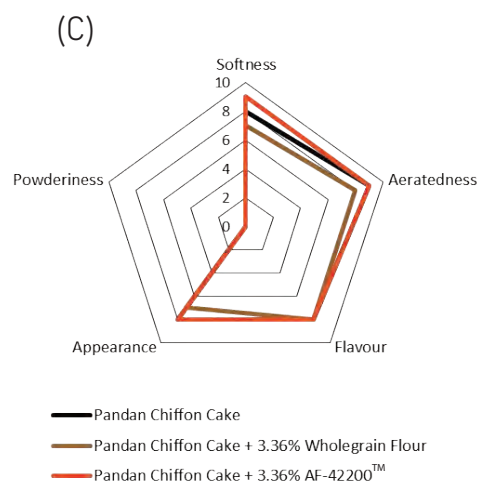 (C)
Softness
10
8
6
4
2
0
Powderiness
Aeratedness
Appearance
Flavour
Pandan Chiffon Cake
Pandan Chiffon Cake + 3.36% Wholegrain Flour
Pandan Chiffon Cake + 3.36% AF-42200™